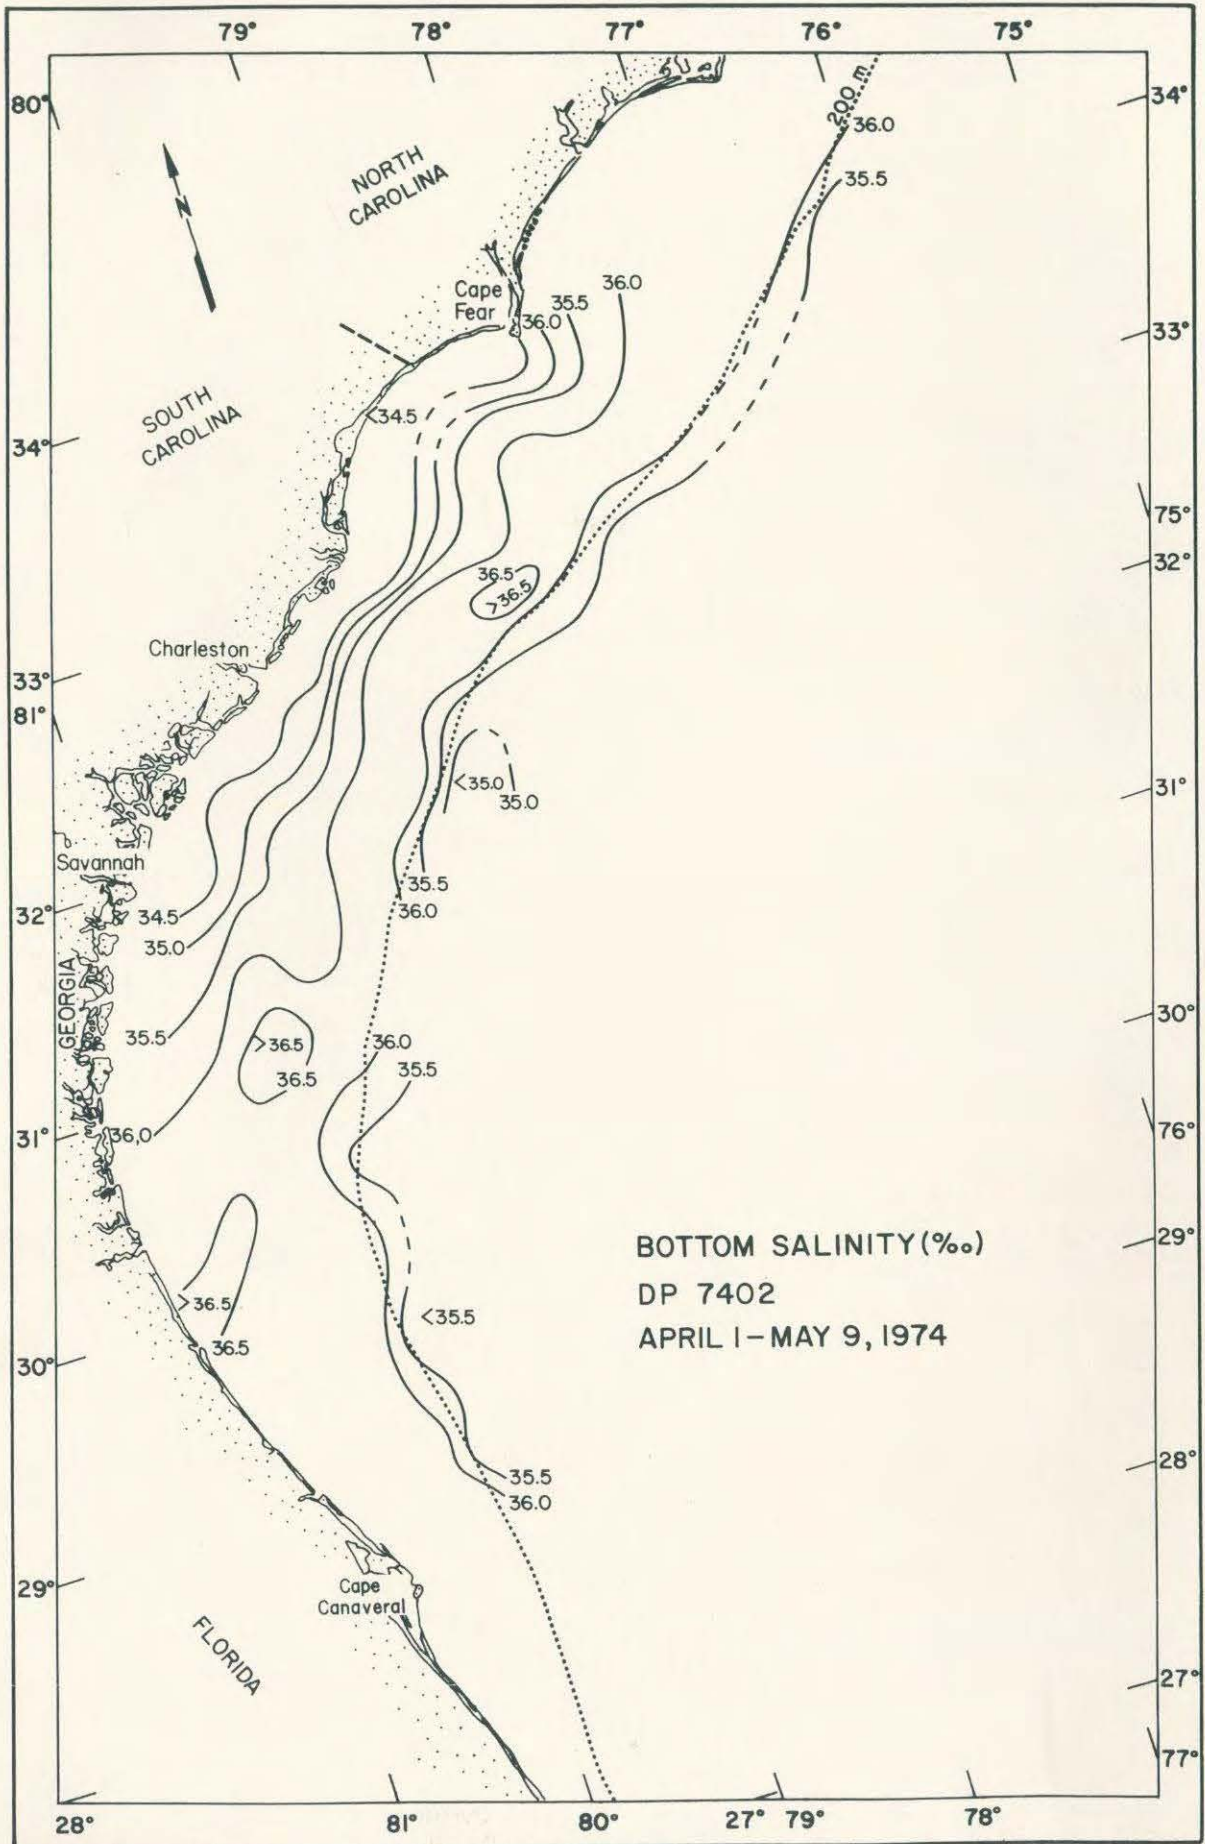 79° 78° 77° 76° 75°
80°
34°
200 m
36.0
35.5
N
NORTH
CAROLINA
Cape
Fear
36.0
35.5
36.0
33°
SOUTH
CAROLINA
<34.5
34°
75°
32°
36.5
>36.5
Charleston
33°
81°
<35.0
35.0
31°
Savannah
35.5
36.0
32°
34.5
35.0
GEORGIA
35.5
>36.5
36.5
36.0
35.5
30°
31°
36,0
76°
BOTTOM SALINITY (‰)
DP 7402
APRIL 1-MAY 9, 1974
29°
>36.5
36.5
<35.5
30°
35.5
36.0
28°
29°
Cape
Canaveral
FLORIDA
27°
77°
28° 81° 80° 27° 79° 78°